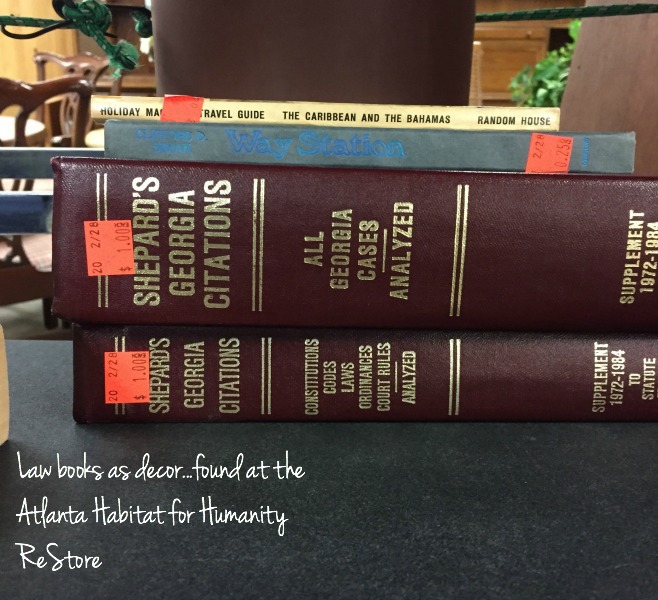 HOLIDAY TRAVEL GUIDE THE CARIBBEAN AND THE BAHAMAS RANDOM HOUSE
Way Station
2/28
0.25
SHEPARD'S
GEORGIA
CITATIONS
20 2/28
$ 1.00
ALL
GEORGIA
CASES
ANALYZED
SUPPLEMENT
1972-1984
SHEPARD'S
GEORGIA
CITATIONS
20 2/28
$ 1.00
CONSTITUTIONS
CODES
LAWS
ORDINANCES
COURT RULES
ANALYZED
SUPPLEMENT
1972-1984
TO
STATUTE
Law books as decor...found at the
Atlanta Habitat for Humanity
ReStore